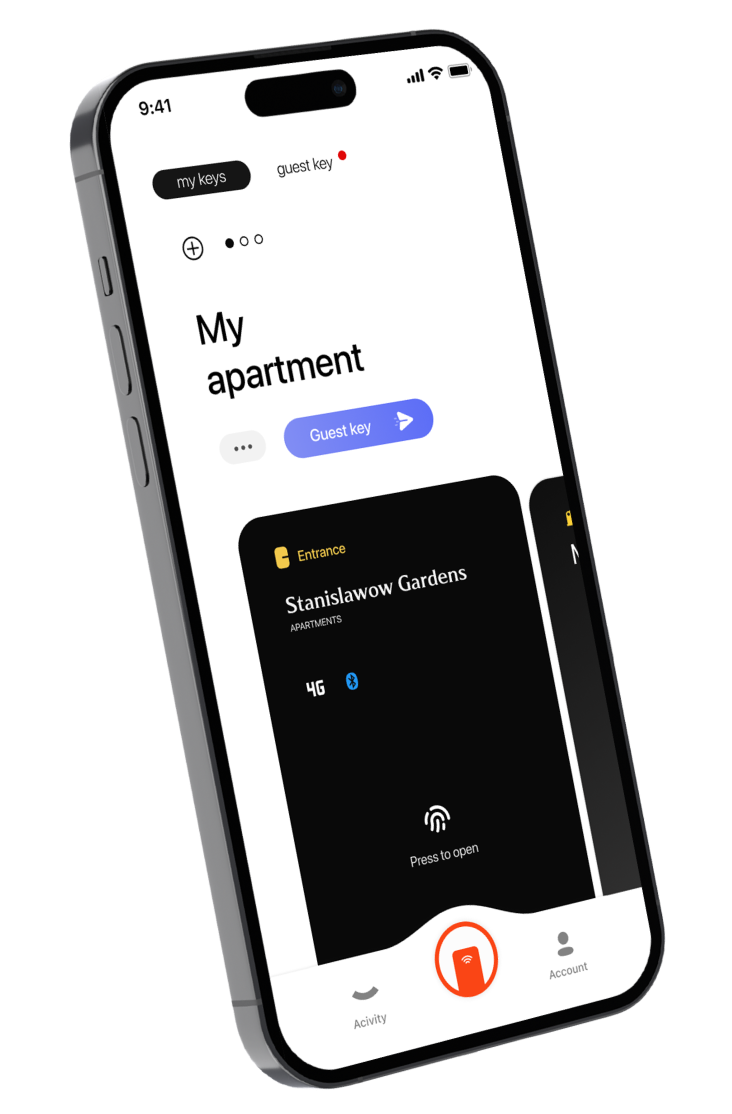 9:41
my keys
guest key
My
apartment
Guest key
Entrance
Stanislawow Gardens
APARTMENTS
4G
Press to open
Acivity
Account